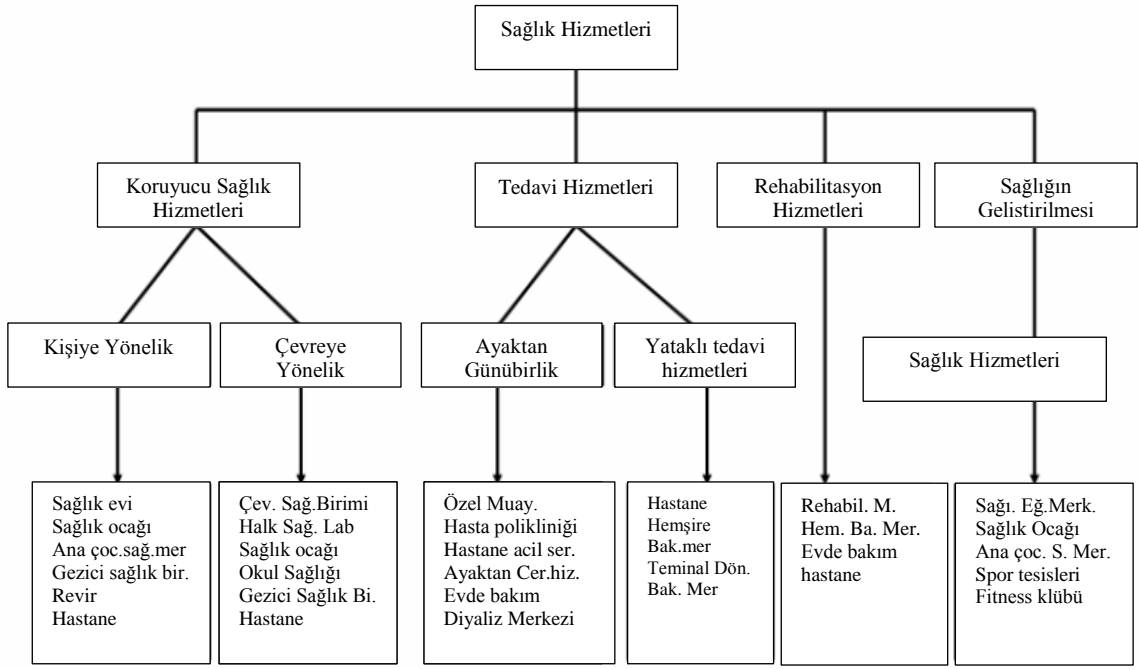 Sağlık Hizmetleri
Koruyucu Sağlık
Hizmetleri
Tedavi Hizmetleri
Rehabilitasyon
Hizmetleri
Sağlığın
Gelistirilmesi
Kişiye Yönelik
Çevreye
Yönelik
Ayaktan
Günübirlik
Yataklı tedavi
hizmetleri
Sağlık Hizmetleri
Sağlık evi
Sağlık ocağı
Ana çoc.sağ.mer
Gezici sağlık bir.
Revir
Hastane
Çev. Sağ.Birimi
Halk Sağ. Lab
Sağlık ocağı
Okul Sağlığı
Gezici Sağlık Bi.
Hastane
Özel Muay.
Hasta polikliniği
Hastane acil ser.
Ayaktan Cer.hiz.
Evde bakım
Diyaliz Merkezi
Hastane
Hemşire
Bak.mer
Teminal Dön.
Bak. Mer
Rehabil. M.
Hem. Ba. Mer.
Evde bakım
hastane
Sağı. Eğ.Merk.
Sağlık Ocağı
Ana çoc. S. Mer.
Spor tesisleri
Fitness klübü